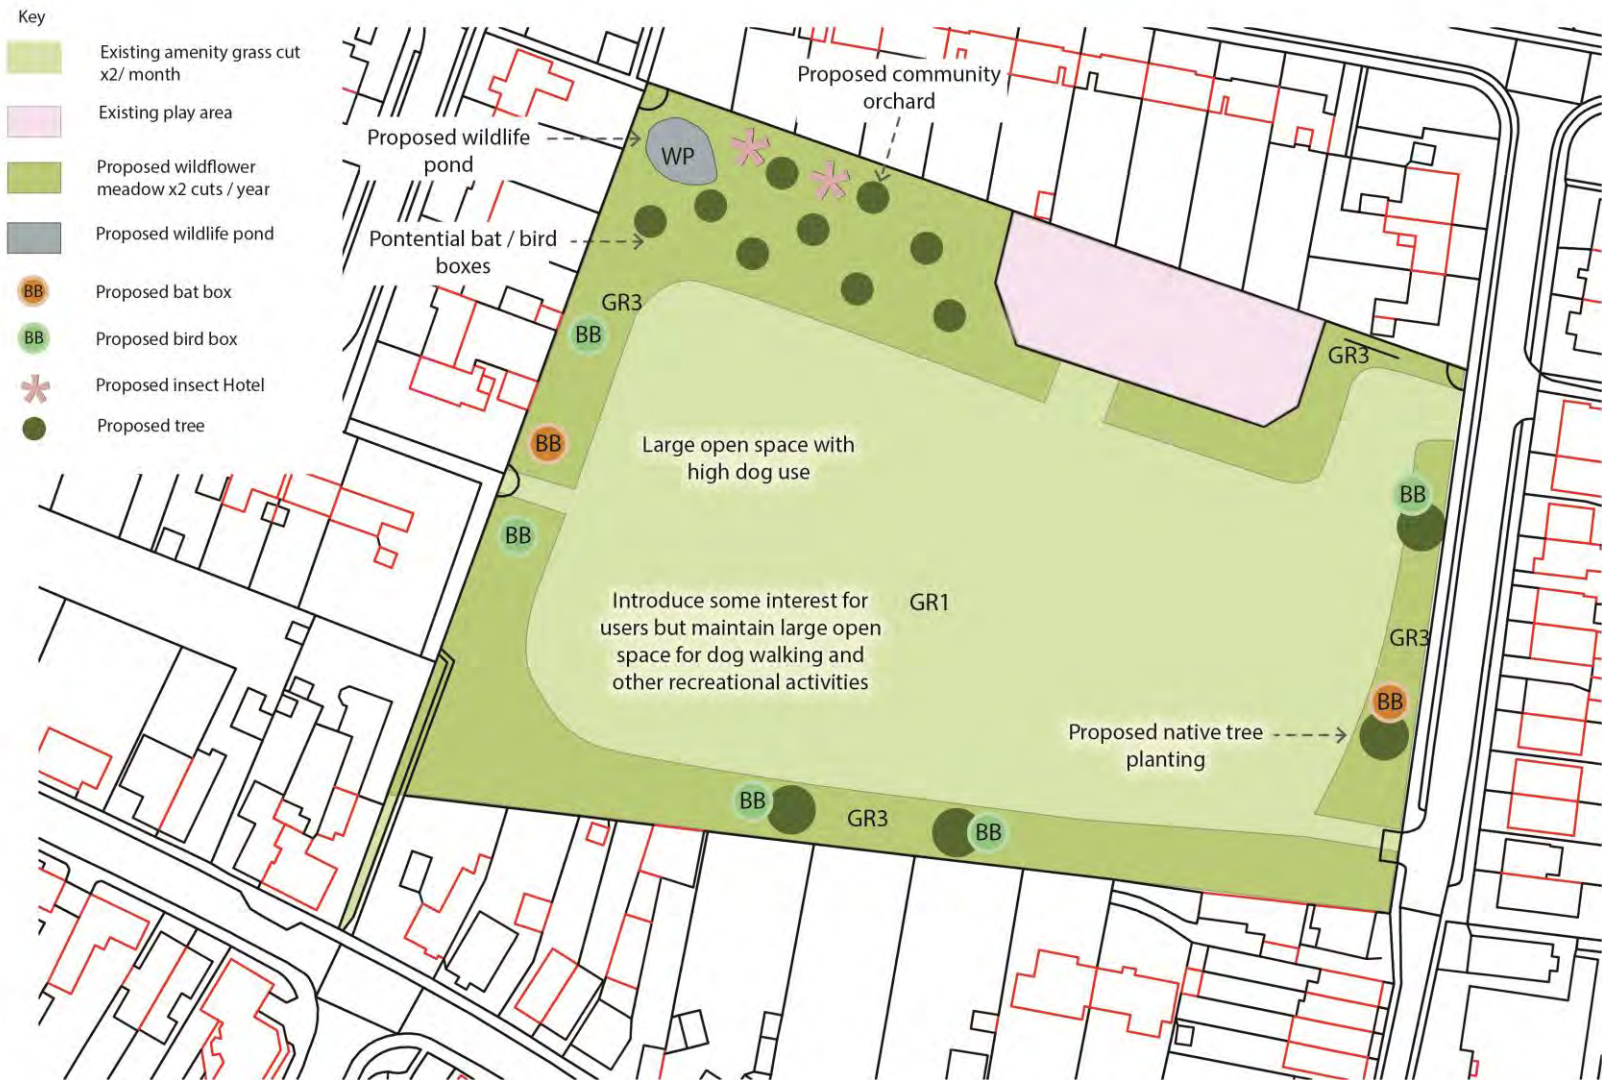 Key
Existing amenity grass cut
x2/ month
Existing play area
Proposed wildflower
meadow x2 cuts / year
Proposed wildlife pond
BB
Proposed bat box
BB
Proposed bird box
Proposed insect Hotel
Proposed tree
Proposed community
orchard
Proposed wildlife
pond
WP
Pontential bat / bird
boxes
GR3
BB
GR3
BB
Large open space with
high dog use
BB
BB
Introduce some interest for
users but maintain large open
space for dog walking and
other recreational activities
GR1
GR3
BB
Proposed native tree
planting
BB
GR3
BB